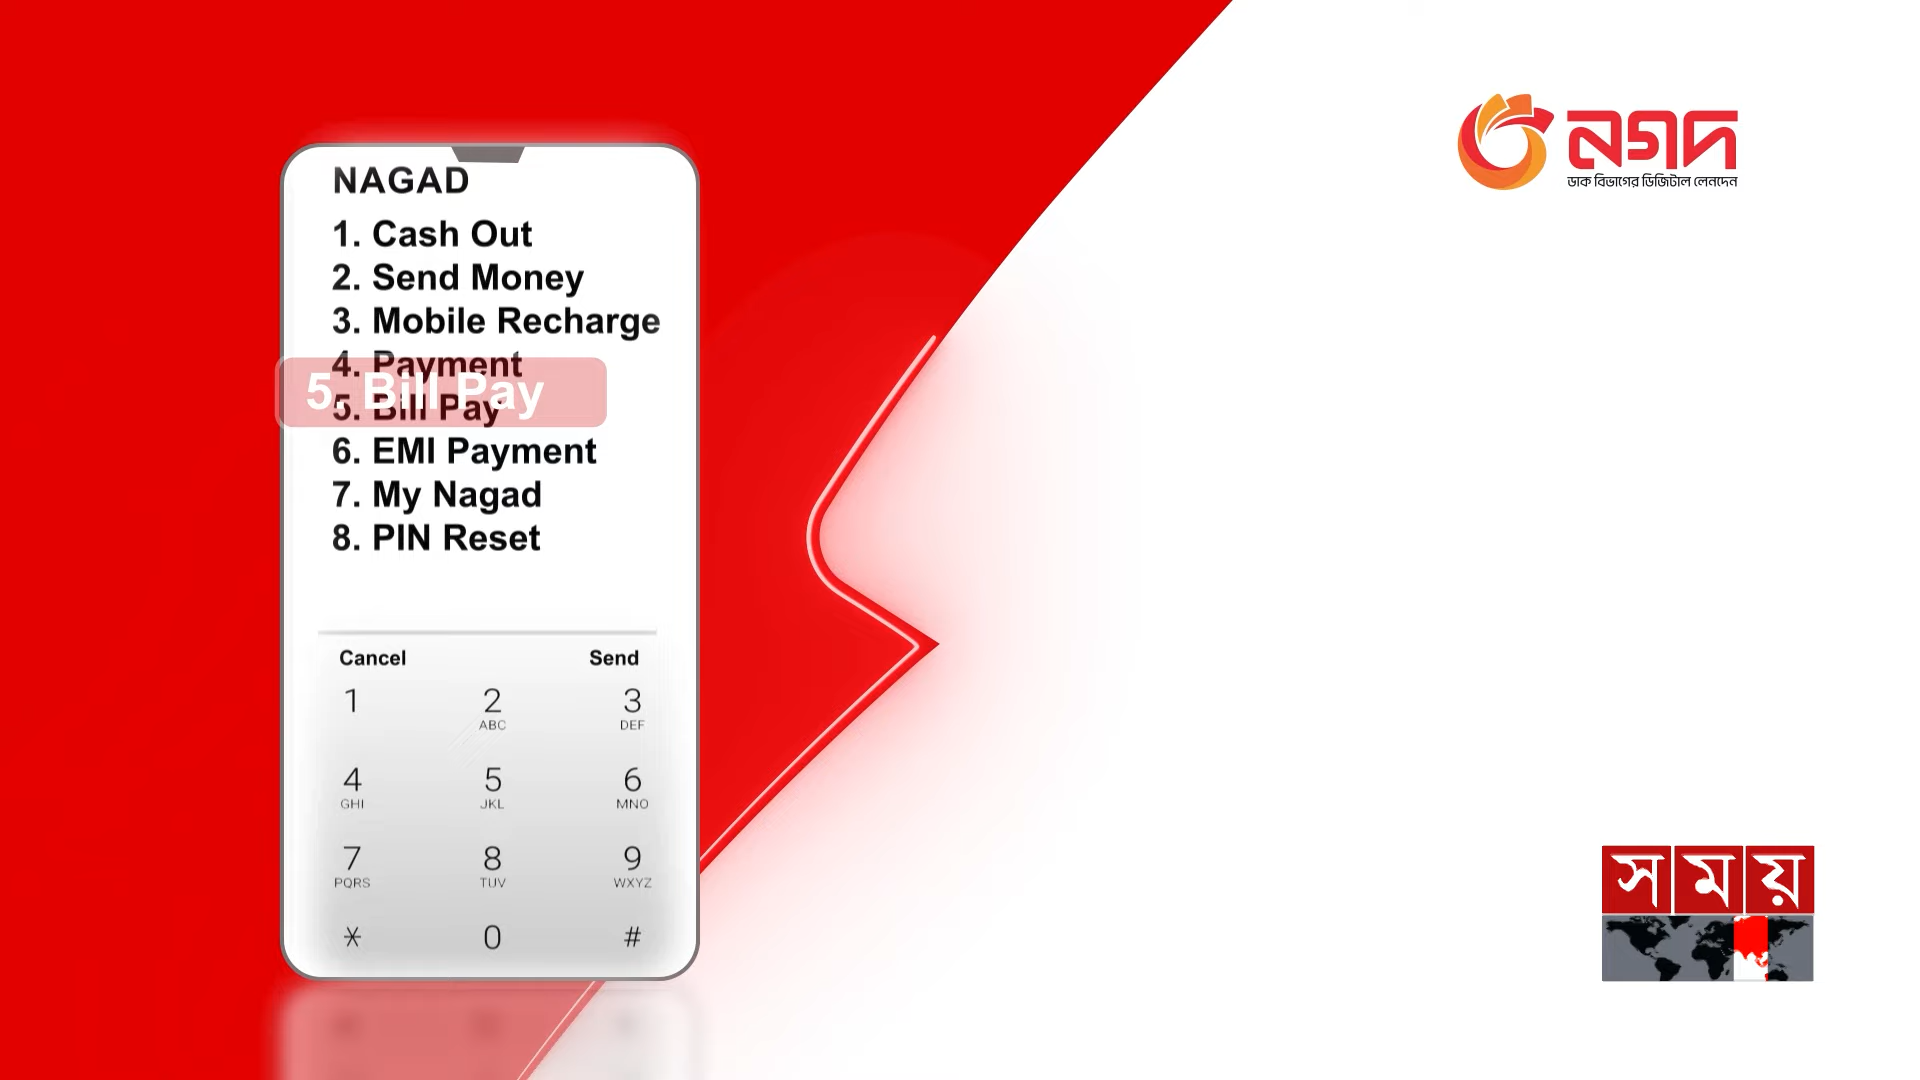 NAGAD
1. Cash Out
2. Send Money
3. Mobile Recharge
4. Payment
5. Bill Pay
5. Bill Pay
6. EMI Payment
7. My Nagad
8. PIN Reset
Cancel Send
1 2 3
ABC DEF
4 5 6
GHI JKL MNO
7 8 9
PQRS TUV WXYZ
* 0 #
নগদ
ডাক বিভাগের ডিজিটাল লেনদেন
সময়